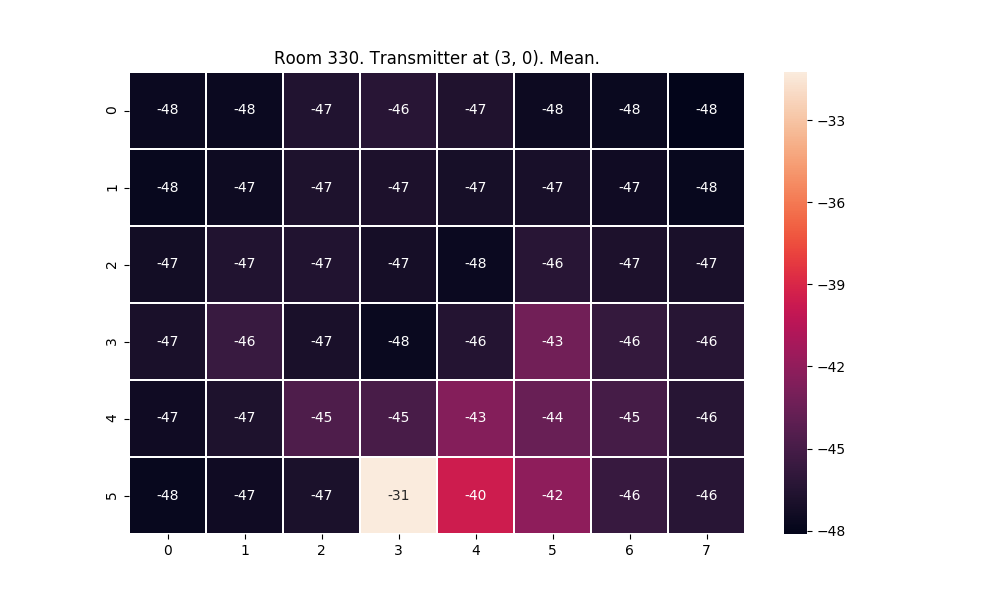 Room 330. Transmitter at (3, 0). Mean.
0 -48 -48 -47 -46 -47 -48 -48 -48
1 -48 -47 -47 -47 -47 -47 -47 -48
2 -47 -47 -47 -47 -48 -46 -47 -47
3 -47 -46 -47 -48 -46 -43 -46 -46
4 -47 -47 -45 -45 -43 -44 -45 -46
5 -48 -47 -47 -31 -40 -42 -46 -46
0 1 2 3 4 5 6 7
−33
−36
−39
−42
−45
−48